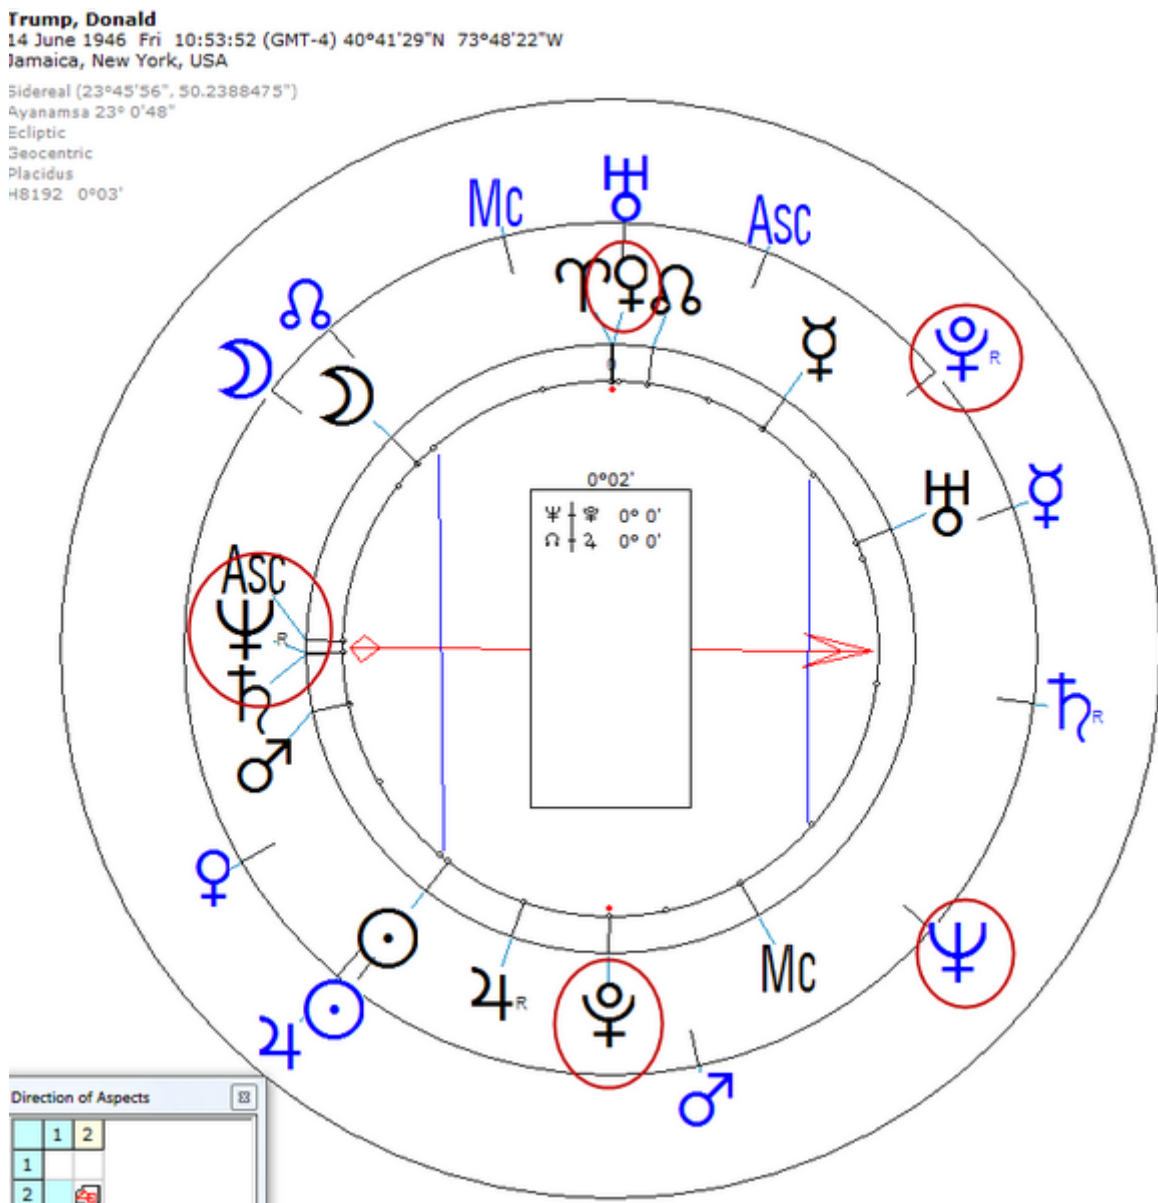 Trump, Donald
14 June 1946 Fri 10:53:52 (GMT-4) 40°41'29"N 73°48'22"W
Jamaica, New York, USA
Sidereal (23°45'56", 50.2388475")
Ayanamsa 23° 0'48"
Ecliptic
Geocentric
Placidus
H8192 0°03'
Mc
♅
Asc
☊
♈ ♀ ☊
☿
♇ R
☽
☽
0
0°02'
♆ ♇ 0° 0'
☊ ♃ 0° 0'
♅
☿
Asc
♆ R
♄
♂
♄ R
♀
☉
♃ R
♇
Mc
♆
♃ ☉
♂
Direction of Aspects
1 2
1
2